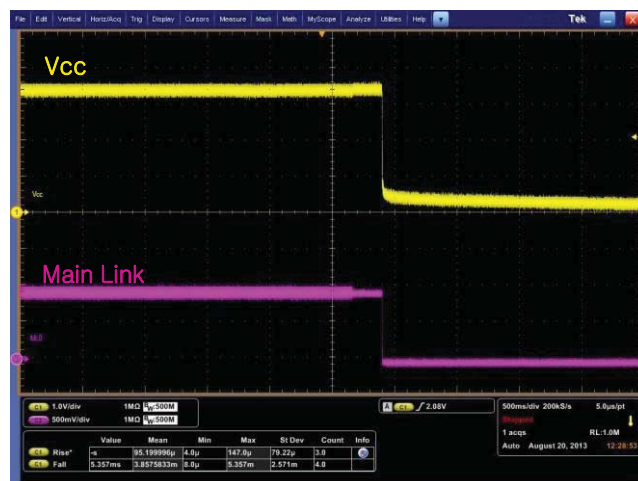 File Edit Vertical Horiz/Acq Trig Display Cursors Measure Mask Math MyScope Analyze Utilities Help Tek
Vcc
Vcc
1
Main Link
ML0
C1 1.0V/div 1MΩ BW:500M
500mV/div 1MΩ BW:500M
A C1 2.08V
500ms/div 200kS/s 5.0µs/pt
Stopped
1 acqs RL:1.0M
Auto August 20, 2013 12:28:53
Value Mean Min Max St Dev Count Info
C1 Rise* -s 95.199996µ 4.0µ 147.0µ 79.22µ 3.0
C1 Fall 5.357ms 3.8575833m 8.0µ 5.357m 2.571m 4.0